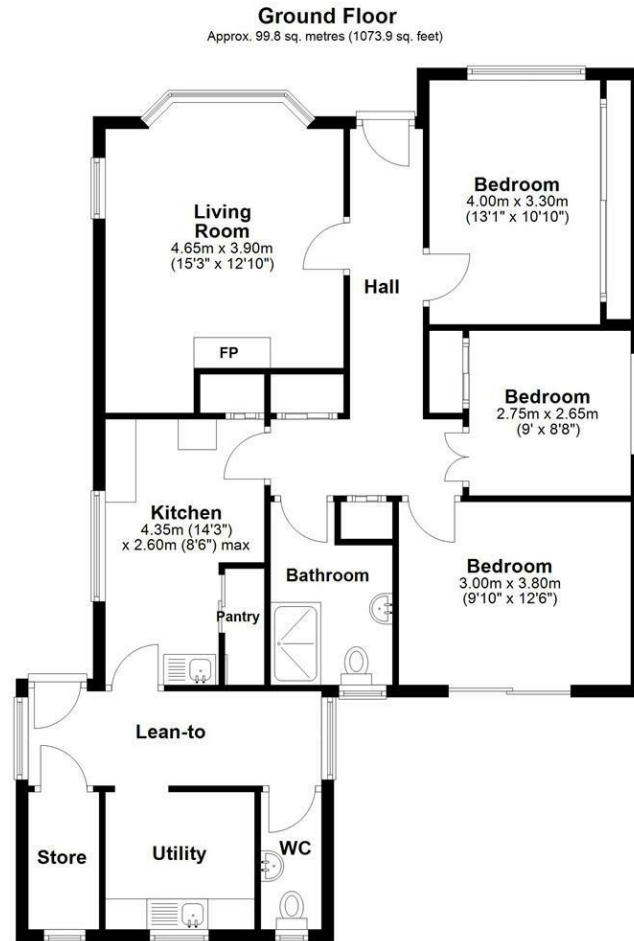 Ground Floor
Approx. 99.8 sq. metres (1073.9 sq. feet)
Living
Room
4.65m x 3.90m
(15'3" x 12'10")
Bedroom
4.00m x 3.30m
(13'1" x 10'10")
Hall
FP
Bedroom
2.75m x 2.65m
(9' x 8'8")
Kitchen
4.35m (14'3")
x 2.60m (8'6") max
Pantry
Bathroom
Bedroom
3.00m x 3.80m
(9'10" x 12'6")
Lean-to
Store
Utility
WC